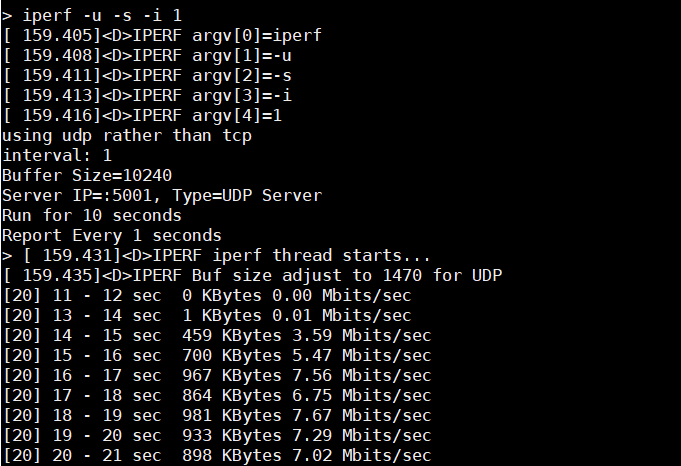 > iperf -u -s -i 1
[ 159.405]<D>IPERF argv[0]=iperf
[ 159.408]<D>IPERF argv[1]=-u
[ 159.411]<D>IPERF argv[2]=-s
[ 159.413]<D>IPERF argv[3]=-i
[ 159.416]<D>IPERF argv[4]=1
using udp rather than tcp
interval: 1
Buffer Size=10240
Server IP=:5001, Type=UDP Server
Run for 10 seconds
Report Every 1 seconds
> [ 159.431]<D>IPERF iperf thread starts...
[ 159.435]<D>IPERF Buf size adjust to 1470 for UDP
[20] 11 - 12 sec  0 KBytes 0.00 Mbits/sec
[20] 13 - 14 sec  1 KBytes 0.01 Mbits/sec
[20] 14 - 15 sec  459 KBytes 3.59 Mbits/sec
[20] 15 - 16 sec  700 KBytes 5.47 Mbits/sec
[20] 16 - 17 sec  967 KBytes 7.56 Mbits/sec
[20] 17 - 18 sec  864 KBytes 6.75 Mbits/sec
[20] 18 - 19 sec  981 KBytes 7.67 Mbits/sec
[20] 19 - 20 sec  933 KBytes 7.29 Mbits/sec
[20] 20 - 21 sec  898 KBytes 7.02 Mbits/sec